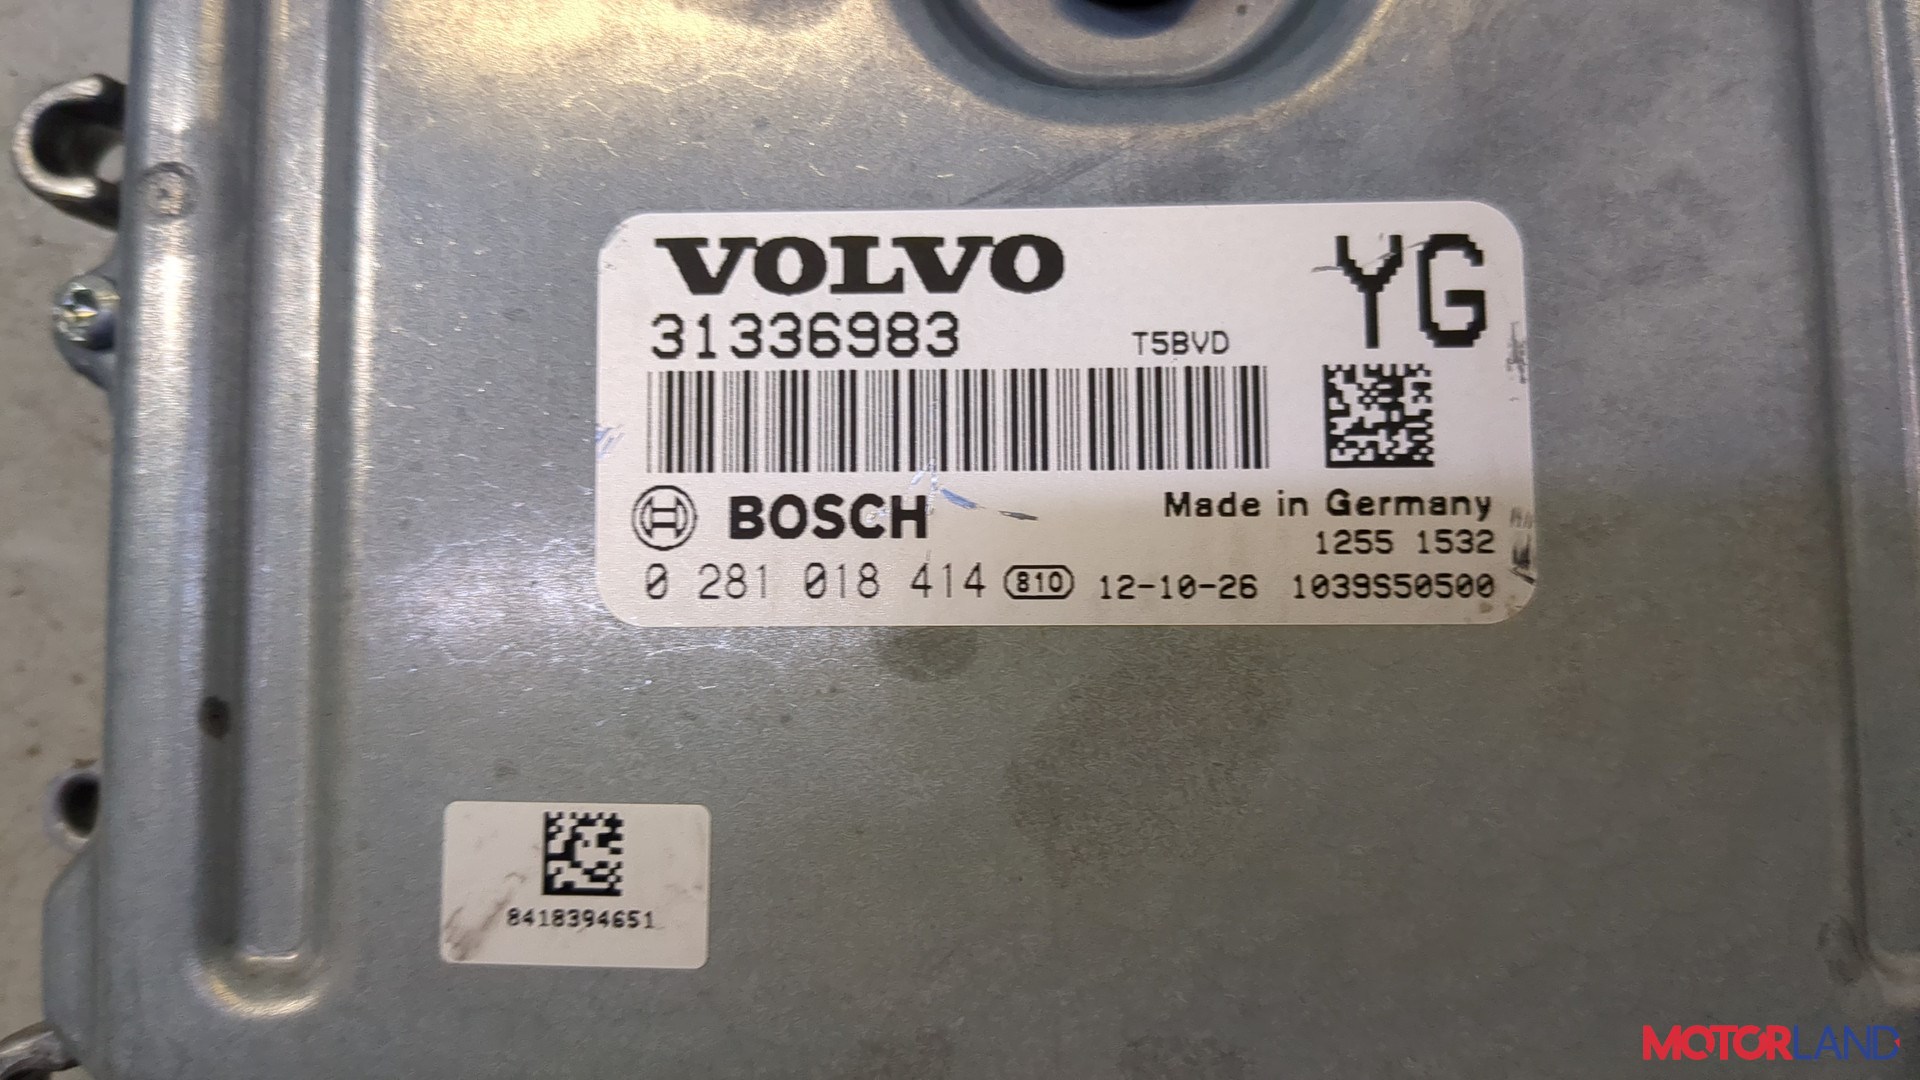 VOLVO
YG
31336983
T5BVD
BOSCH
Made in Germany
1255 1532
0 281 018 414 810 12-10-26 1039S50500
8418394651
MOTORLAND